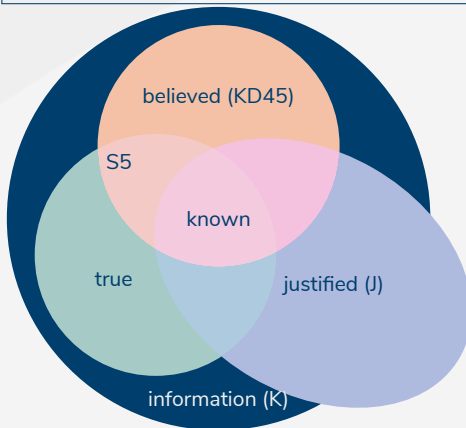 believed (KD45)
S5
known
true
justified (J)
information (K)